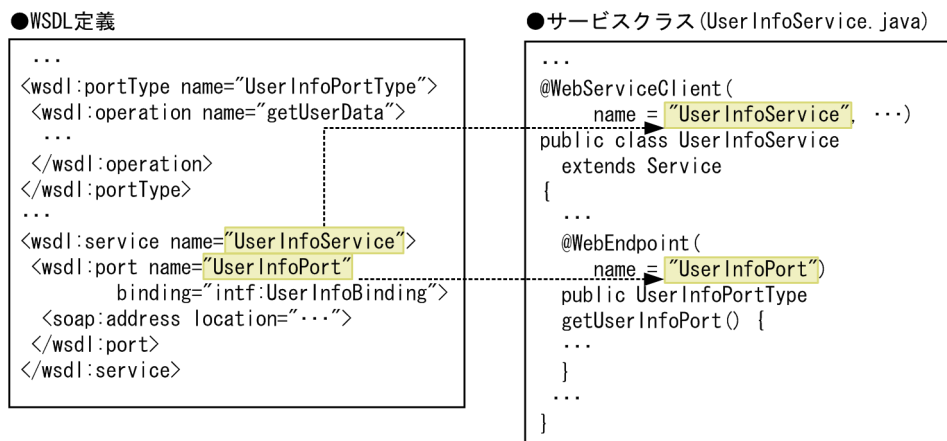 ●WSDL定義
...
<wsdl:portType name="UserInfoPortType">
<wsdl:operation name="getUserData">
...
</wsdl:operation>
</wsdl:portType>
...
<wsdl:service name="UserInfoService">
<wsdl:port name="UserInfoPort"
binding="intf:UserInfoBinding">
<soap:address location="···">
</wsdl:port>
</wsdl:service>
●サービスクラス(UserInfoService.java)
...
@WebServiceClient(
name = "UserInfoService", ···)
public class UserInfoService
extends Service
{
...
@WebEndpoint(
name = "UserInfoPort")
public UserInfoPortType
getUserInfoPort() {
...
}
...
}